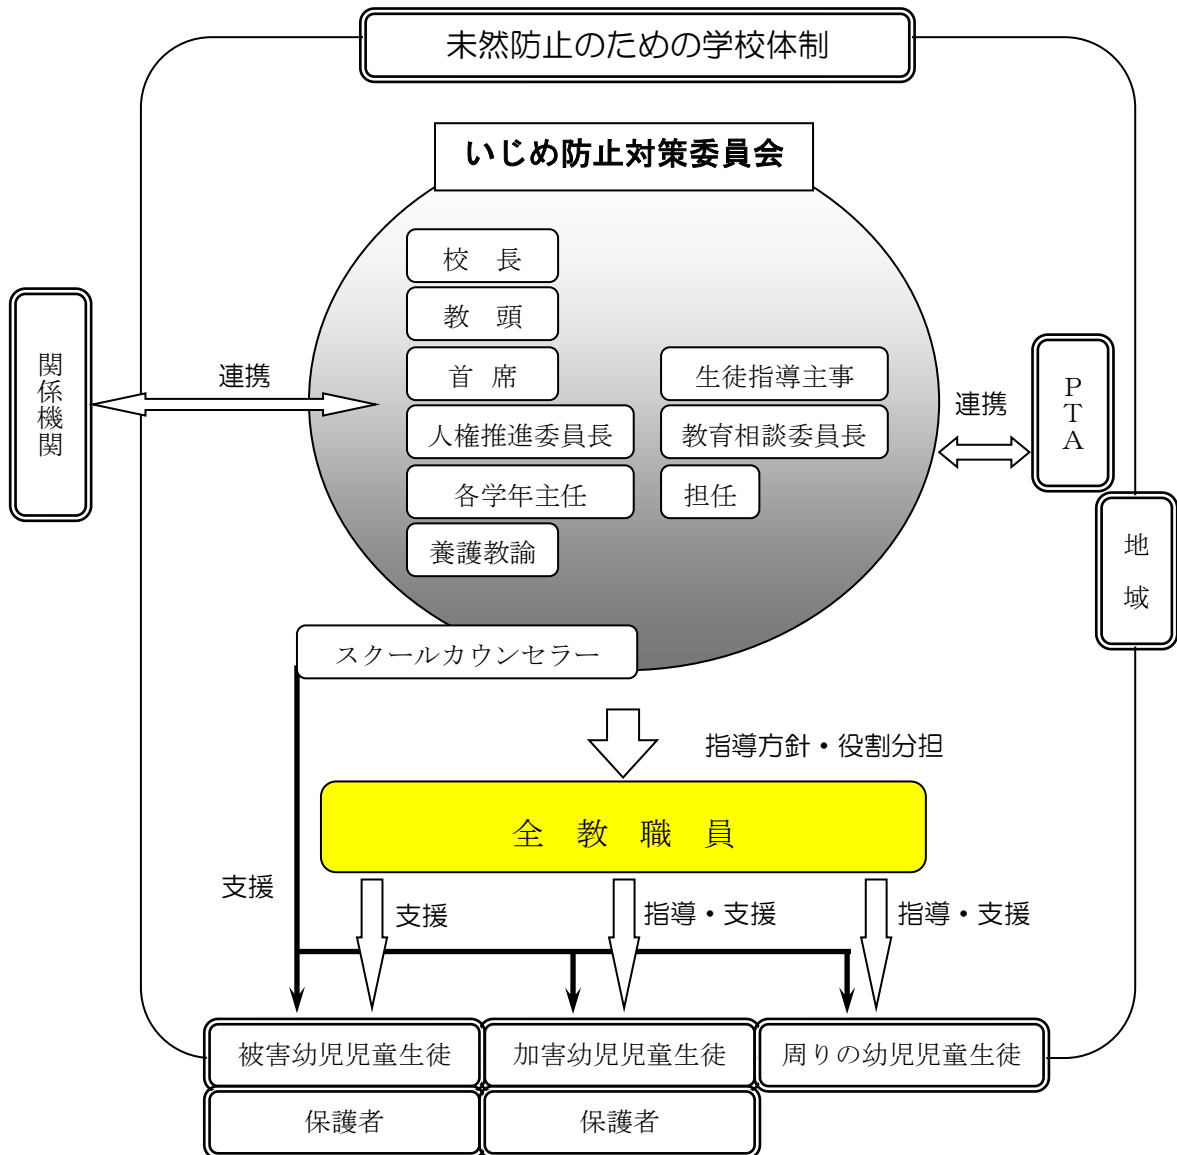 未然防止のための学校体制
いじめ防止対策委員会
校　長
教　頭
首 席
生徒指導主事
人権推進委員長
教育相談委員長
各学年主任
担任
養護教諭
スクールカウンセラー
関係機関
連携
連携
PTA
地域
指導方針・役割分担
全 教 職 員
支援
支援
指導・支援
指導・支援
被害幼児児童生徒
加害幼児児童生徒
周りの幼児児童生徒
保護者
保護者